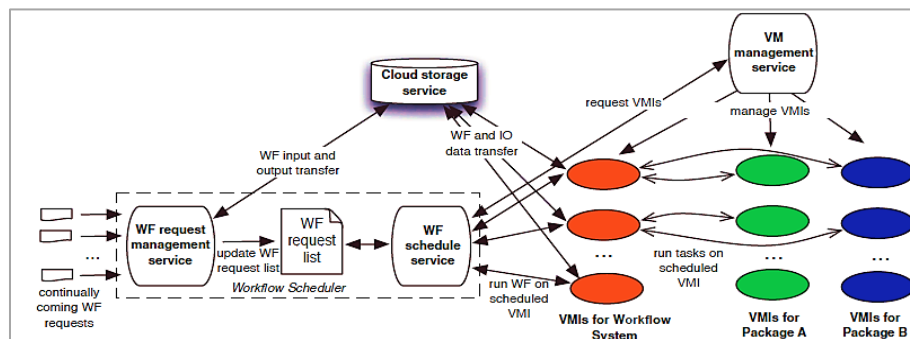 VM
management
service
Cloud storage
service
request VMIs
manage VMIs
WF and IO
data transfer
WF input and
output transfer
WF request
management
service
WF
request
list
WF
schedule
service
update WF
request list
Workflow Scheduler
...
continually
coming WF
requests
run WF on
scheduled
VMI
...
run tasks on
scheduled
VMI
...
...
VMIs for Workflow
System
VMIs for
Package A
VMIs for
Package B